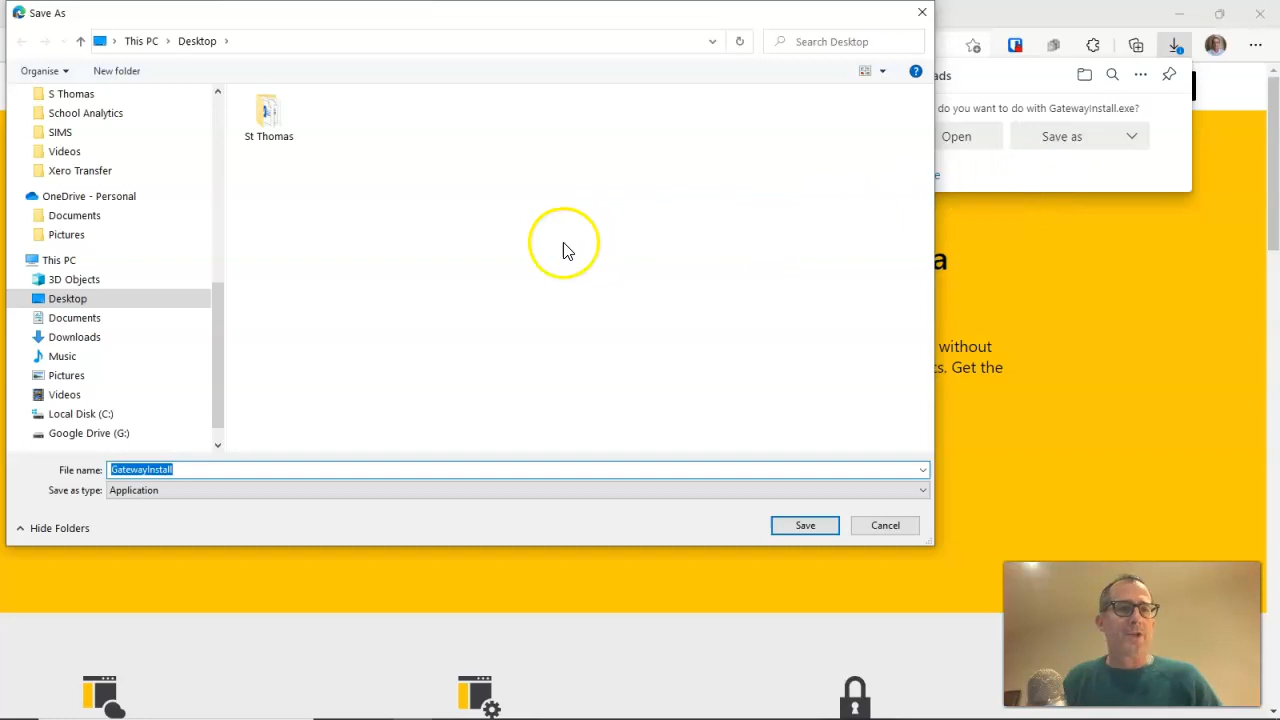 Save As
This PC
Desktop
Search Desktop
Organise
New folder
S Thomas
School Analytics
SIMS
Videos
Xero Transfer
OneDrive - Personal
Documents
Pictures
This PC
3D Objects
Desktop
Documents
Downloads
Music
Pictures
Videos
Local Disk (C:)
Google Drive (G:)
St Thomas
File name: GatewayInstall
Save as type: Application
Hide Folders
Save
Cancel
ads
do you want to do with GatewayInstall.exe?
Open
Save as
e
a
without
ts. Get the